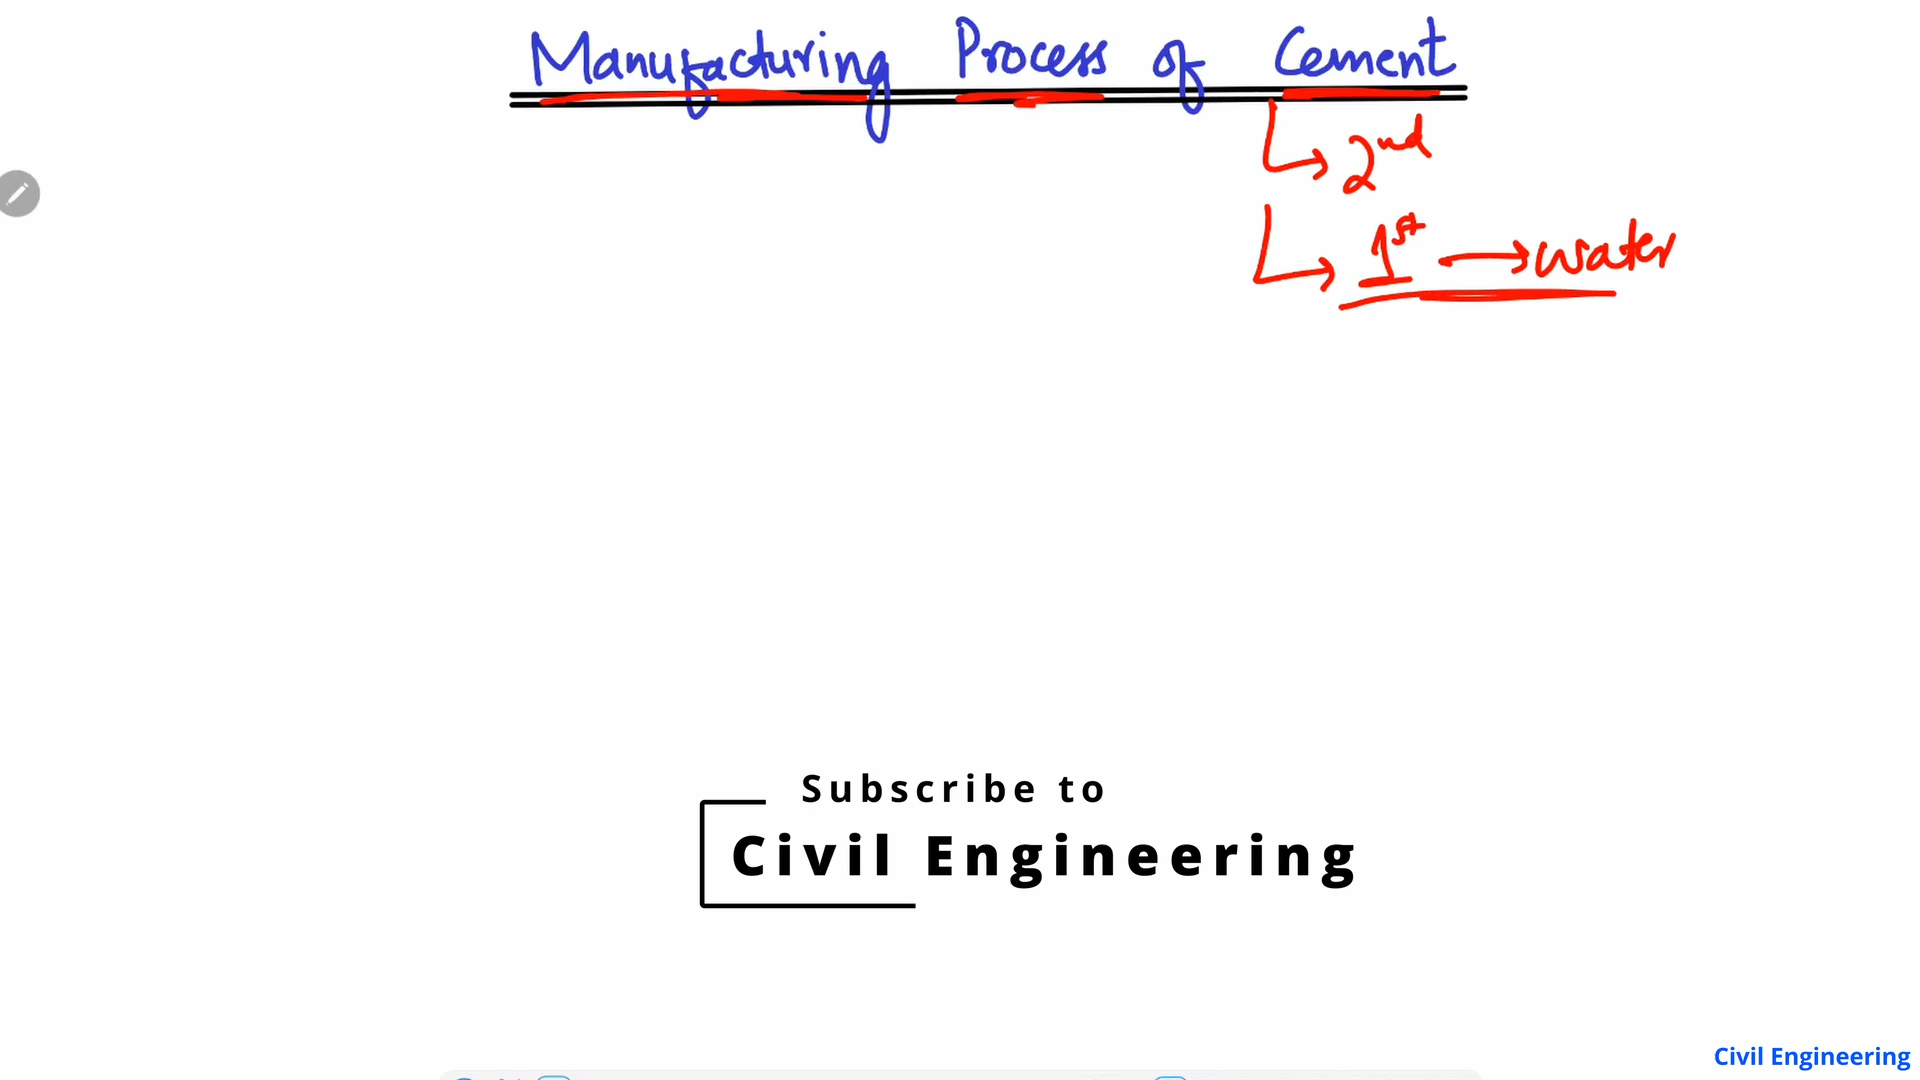 Manufacturing Process of Cement
2nd
1st → water
Subscribe to
Civil Engineering
Civil Engineering